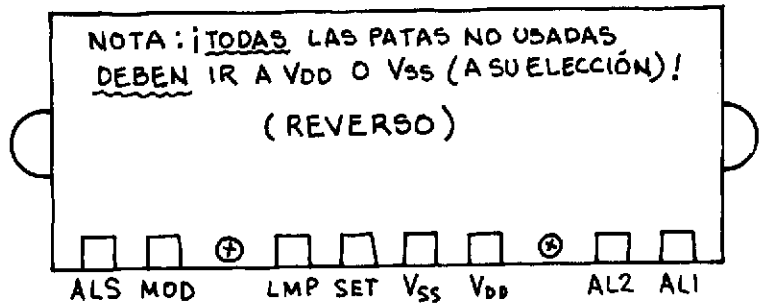 NOTA: ¡TODAS LAS PATAS NO USADAS
DEBEN IR A VDD O VSS (A SU ELECCIÓN)!
(REVERSO)
ALS MOD LMP SET VSS VDD AL2 AL1